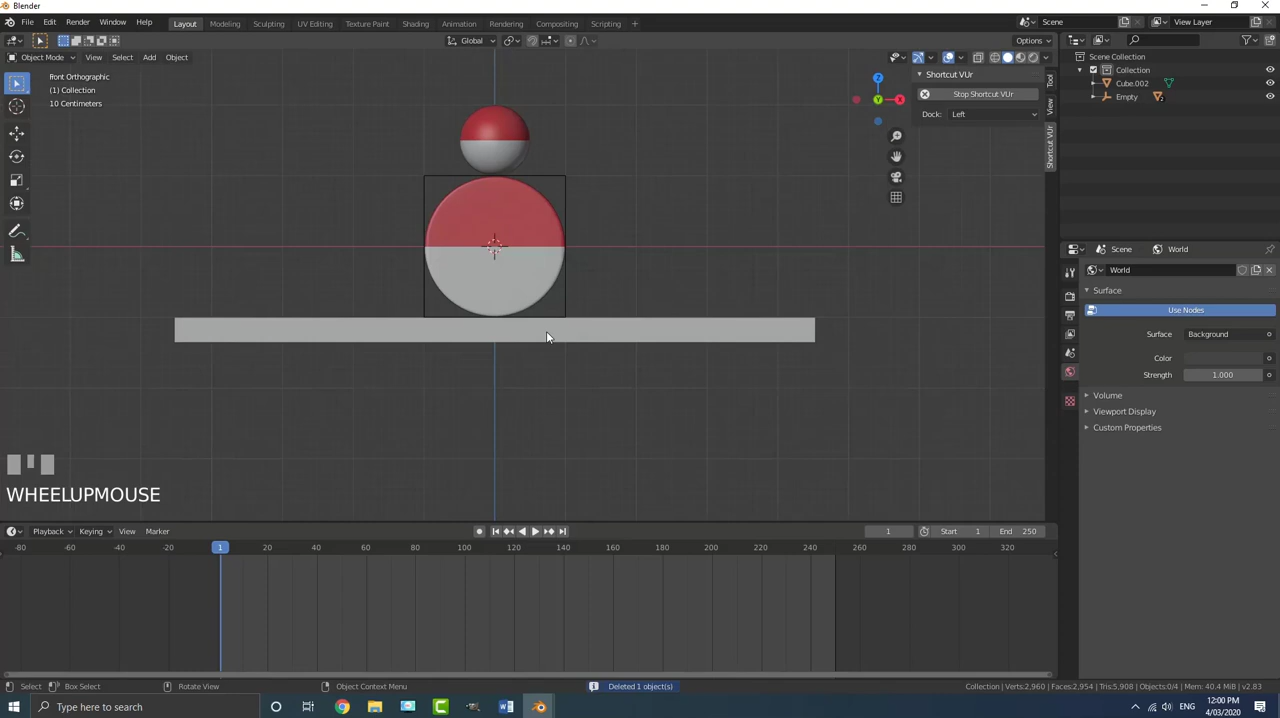 Blender
File Edit Render Window Help Layout Modeling Sculpting UV Editing Texture Paint Shading Animation Rendering Compositing Scripting + Scene View Layer
Global Options
Object Mode View Select Add Object
Front Orthographic
(1) Collection
10 Centimeters
Z
Y
X
Shortcut VUr
Stop Shortcut VUr
Dock: Left
Tool
View
Shortcut VUr
Scene Collection
Collection
Cube.002
Empty
2
Scene World
World
Surface
Use Nodes
Surface Background
Color
Strength 1.000
Volume
Viewport Display
Custom Properties
WHEELUPMOUSE
Playback Keying View Marker 1 Start 1 End 250
-80 -60 -40 -20 1 20 40 60 80 100 120 140 160 180 200 220 240 260 280 300 320
Select Box Select Rotate View Object Context Menu Deleted 1 object(s) Collection | Verts:2,960 | Faces:2,954 | Tris:5,908 | Objects:0/4 | Mem: 40.4 MiB | v2.83
Type here to search ENG 12:00 PM
4/03/2020